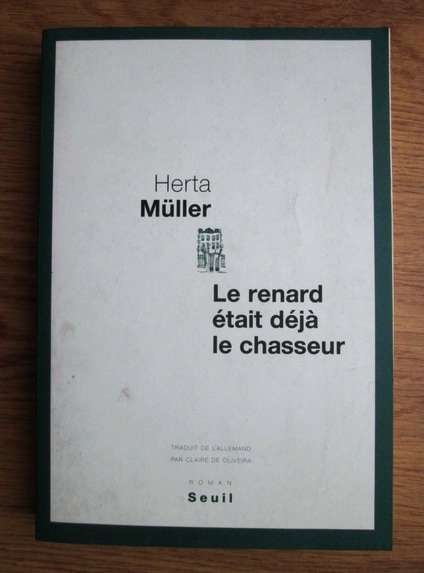 Herta
Müller
Le renard
était déjà
le chasseur
TRADUIT DE L'ALLEMAND
PAR CLAIRE DE OLIVEIRA
ROMAN
Seuil